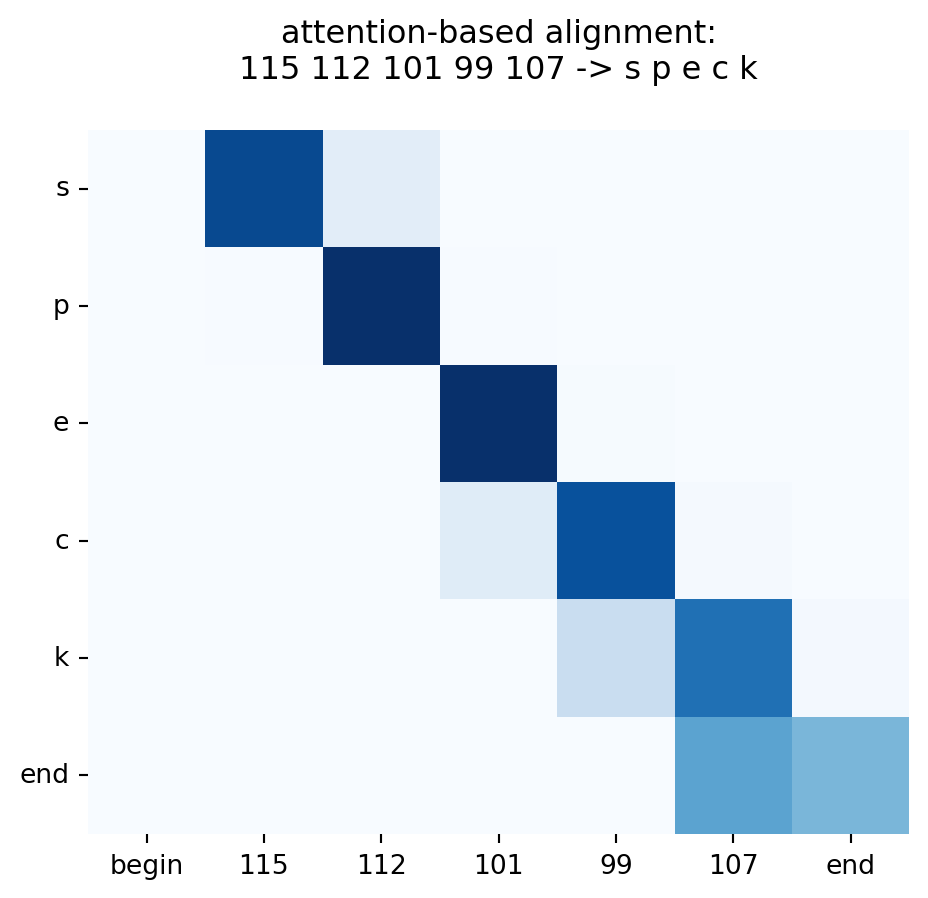 attention-based alignment:
115 112 101 99 107 -> s p e c k
s
p
e
c
k
end
begin 115 112 101 99 107 end